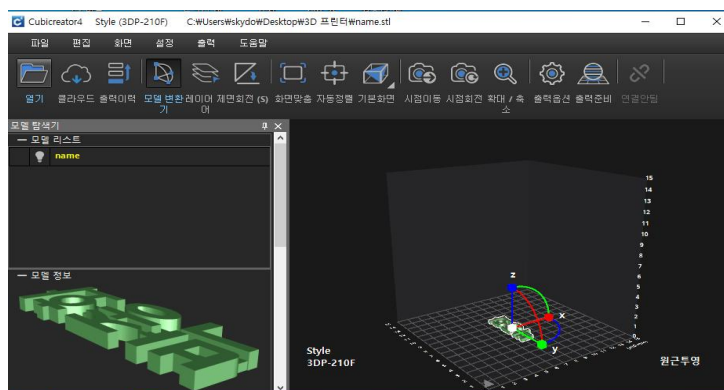 Cubicreator4 Style (3DP-210F) C:₩Users₩skydo₩Desktop₩3D 프린터₩name.stl
파일 편집 화면 설정 출력 도움말
열기 클라우드 출력이력 모델 변환기 레이어 제면회전 (S) 화면맞춤 자동정렬 기본화면 시점이동 시점회전 확대 / 축소 출력옵션 출력준비 연결안됨
모델 탐색기
모델 리스트
name
모델 정보
15
14
13
12
11
10
9
8
7
6
5
4
3
2
1
z
x
y
Style
3DP-210F
원근투영